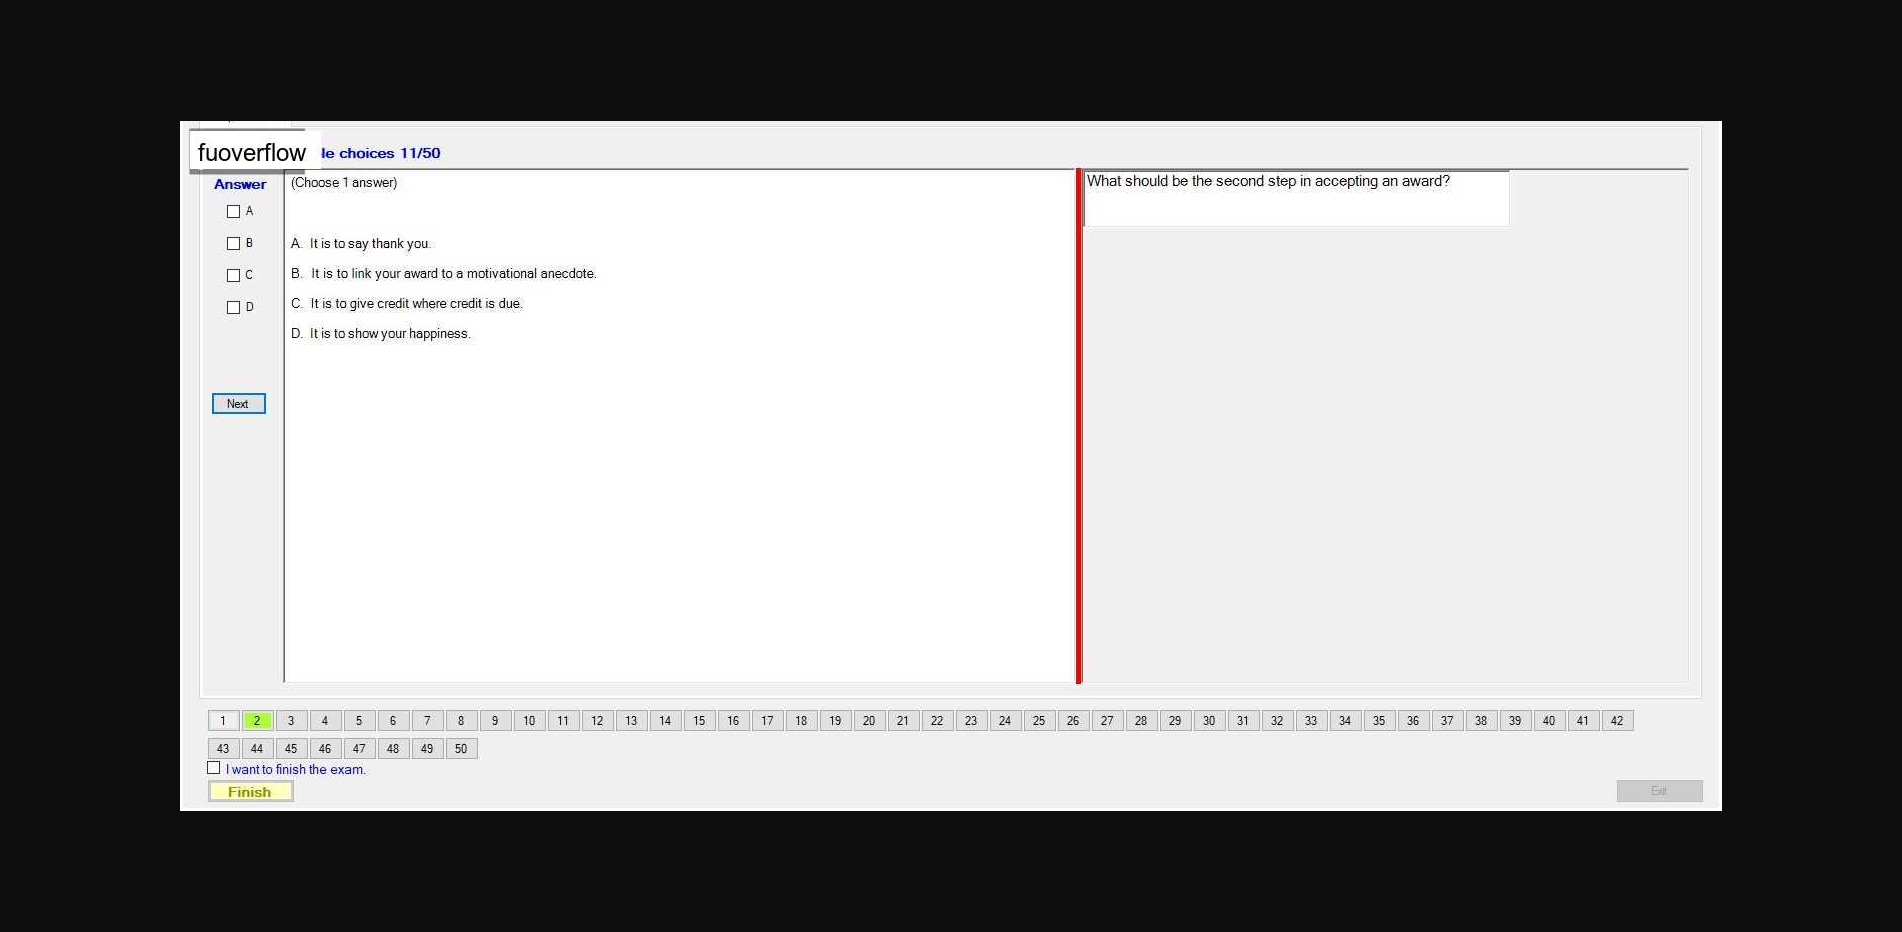 fuoverflow
le choices 11/50
Answer
(Choose 1 answer)
What should be the second step in accepting an award?
A
B
C
D
A. It is to say thank you.
B. It is to link your award to a motivational anecdote.
C. It is to give credit where credit is due.
D. It is to show your happiness.
Next
1 2 3 4 5 6 7 8 9 10 11 12 13 14 15 16 17 18 19 20 21 22 23 24 25 26 27 28 29 30 31 32 33 34 35 36 37 38 39 40 41 42
43 44 45 46 47 48 49 50
I want to finish the exam.
Finish
Exit